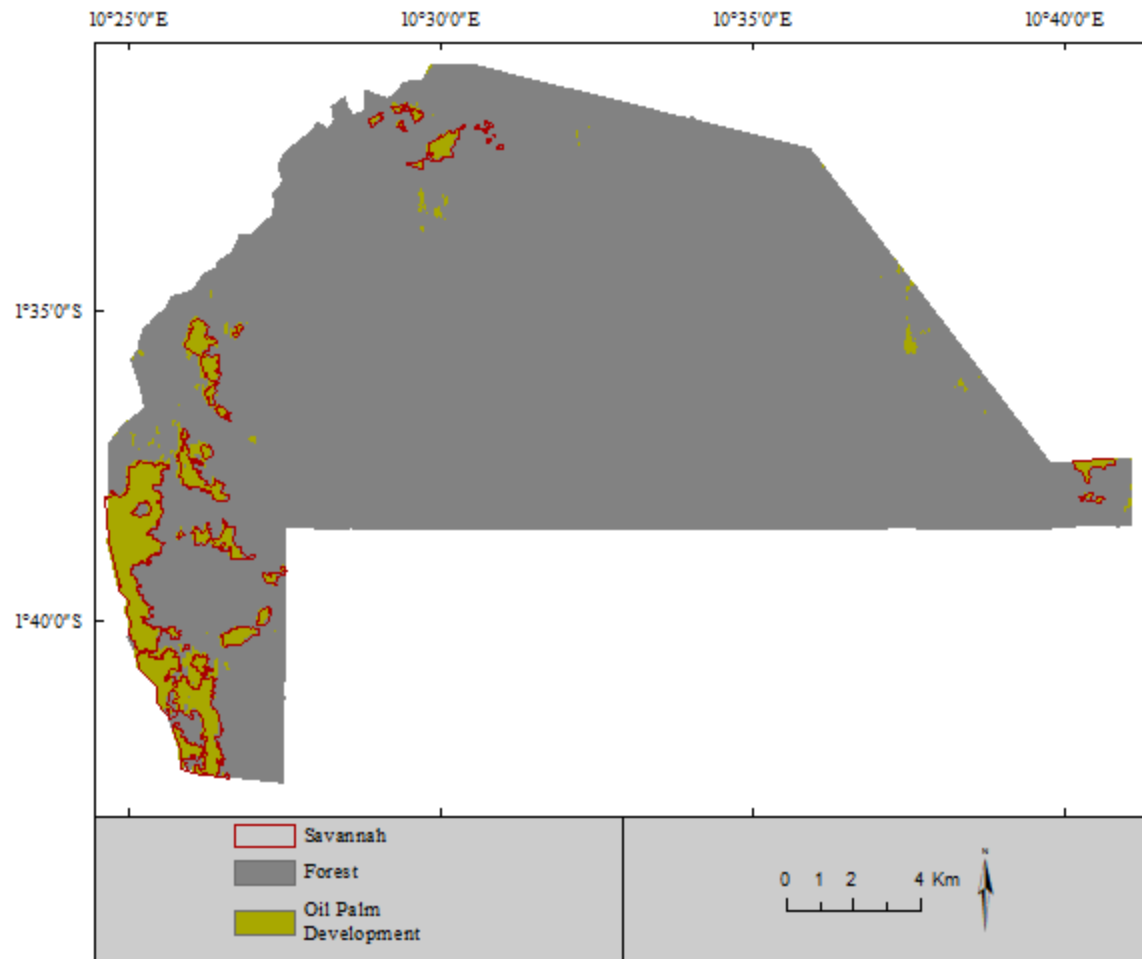 10°25'0"E 10°30'0"E 10°35'0"E 10°40'0"E
1°35'0"S
1°40'0"S
Savannah
Forest
Oil Palm
Development
N
0 1 2 4 Km